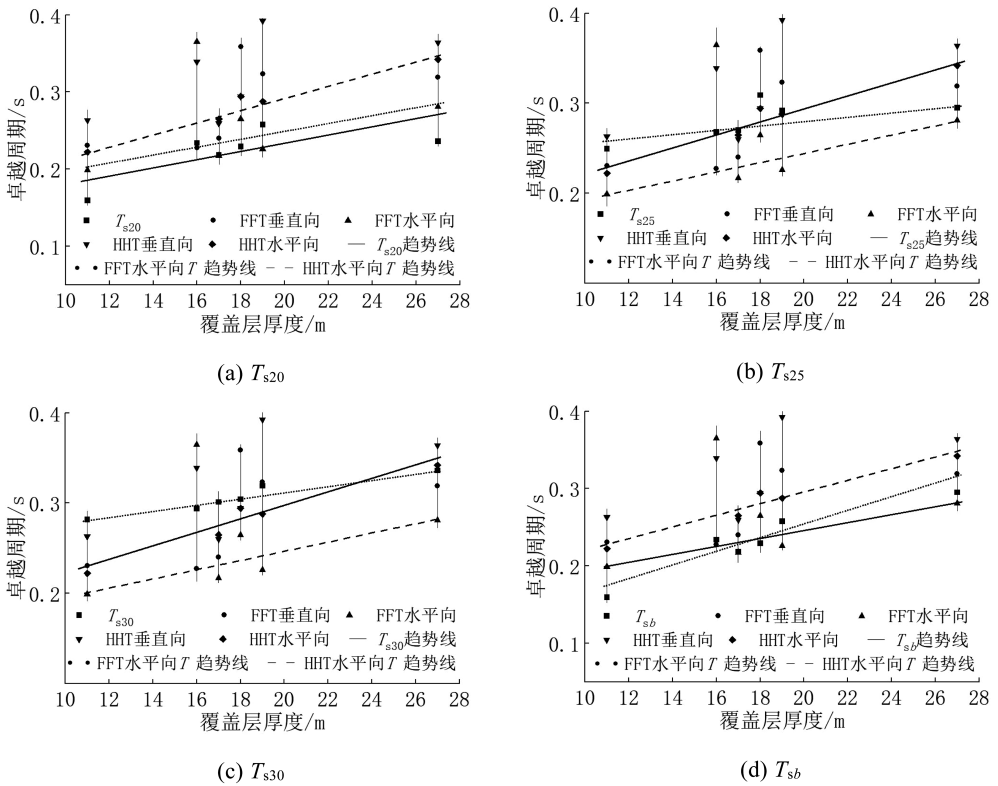 0.4
0.3
0.2
0.1
卓越周期/s
Ts20 FFT垂直向 FFT水平向
HHT垂直向 HHT水平向 Ts20趋势线
FFT水平向T 趋势线 HHT水平向T 趋势线
10 12 14 16 18 20 22 24 26 28
覆盖层厚度/m
(a) Ts20
0.4
0.3
0.2
卓越周期/s
Ts25 FFT垂直向 FFT水平向
HHT垂直向 HHT水平向 Ts25趋势线
FFT水平向T 趋势线 HHT水平向T 趋势线
10 12 14 16 18 20 22 24 26 28
覆盖层厚度/m
(b) Ts25
0.4
0.3
0.2
卓越周期/s
Ts30 FFT垂直向 FFT水平向
HHT垂直向 HHT水平向 Ts30趋势线
FFT水平向T 趋势线 HHT水平向T 趋势线
10 12 14 16 18 20 22 24 26 28
覆盖层厚度/m
(c) Ts30
0.4
0.3
0.2
0.1
卓越周期/s
Tsb FFT垂直向 FFT水平向
HHT垂直向 HHT水平向 Tsb趋势线
FFT水平向T 趋势线 HHT水平向T 趋势线
10 12 14 16 18 20 22 24 26 28
覆盖层厚度/m
(d) Tsb